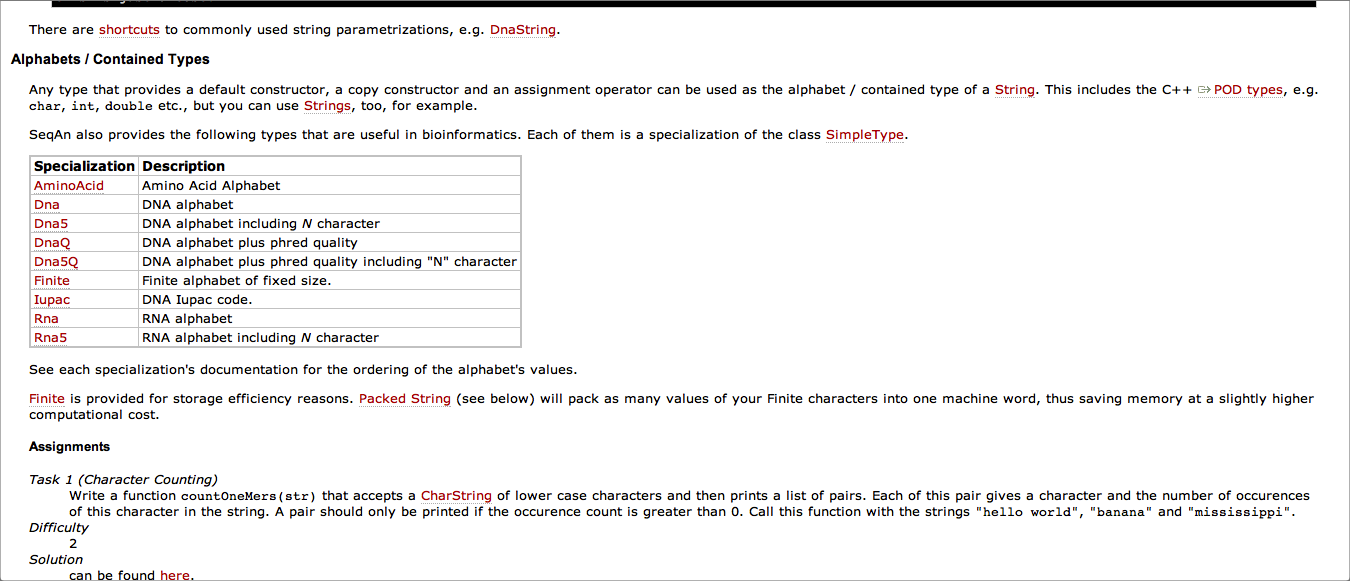 There are shortcuts to commonly used string parametrizations, e.g. DnaString.
Alphabets / Contained Types
Any type that provides a default constructor, a copy constructor and an assignment operator can be used as the alphabet / contained type of a String. This includes the C++ POD types, e.g.
char, int, double etc., but you can use Strings, too, for example.
SeqAn also provides the following types that are useful in bioinformatics. Each of them is a specialization of the class SimpleType.
Specialization Description
AminoAcid Amino Acid Alphabet
Dna DNA alphabet
Dna5 DNA alphabet including N character
DnaQ DNA alphabet plus phred quality
Dna5Q DNA alphabet plus phred quality including "N" character
Finite Finite alphabet of fixed size.
Iupac DNA Iupac code.
Rna RNA alphabet
Rna5 RNA alphabet including N character
See each specialization's documentation for the ordering of the alphabet's values.
Finite is provided for storage efficiency reasons. Packed String (see below) will pack as many values of your Finite characters into one machine word, thus saving memory at a slightly higher
computational cost.
Assignments
Task 1 (Character Counting)
Write a function countOneMers(str) that accepts a CharString of lower case characters and then prints a list of pairs. Each of this pair gives a character and the number of occurences
of this character in the string. A pair should only be printed if the occurence count is greater than 0. Call this function with the strings "hello world", "banana" and "mississippi".
Difficulty
2
Solution
can be found here.